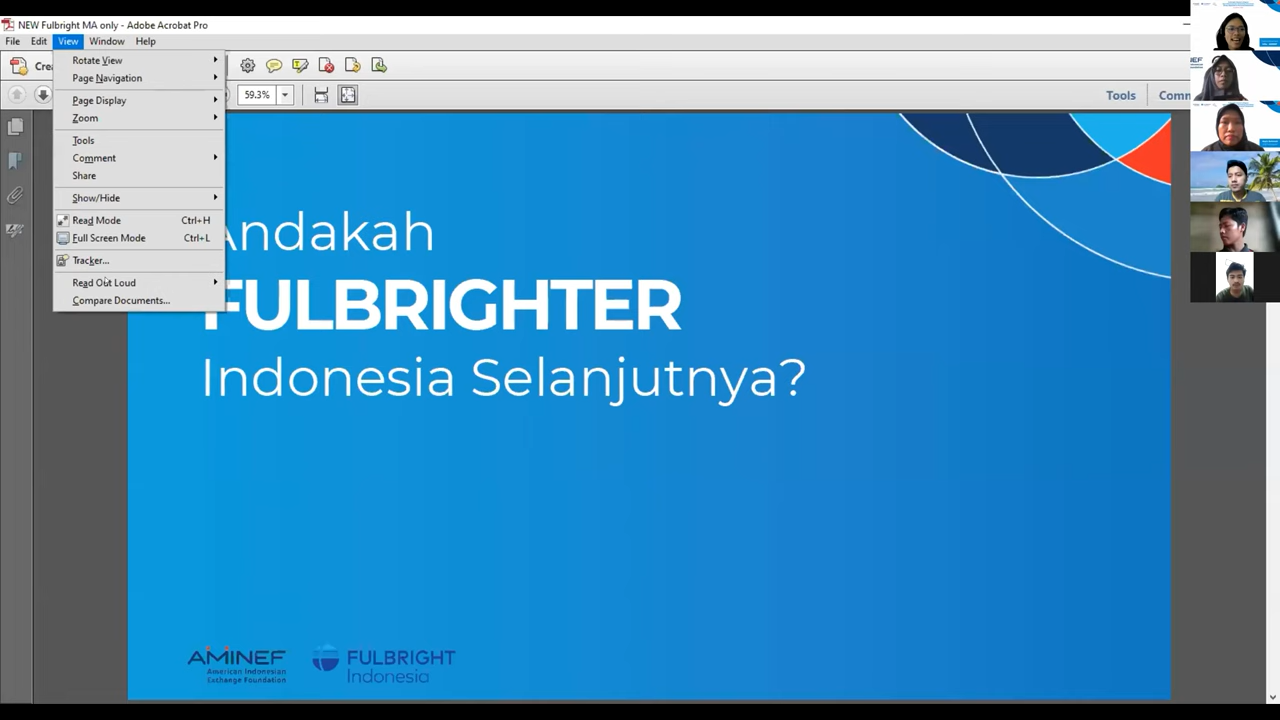 NEW Fulbright MA only - Adobe Acrobat Pro
File Edit View Window Help
Rotate View
Page Navigation
Page Display
Zoom
Tools
Comment
Share
Show/Hide
Read Mode Ctrl+H
Full Screen Mode Ctrl+L
Tracker...
Read Out Loud
Compare Documents...
Crea
59.3%
Tools Comm
Andakah
FULBRIGHTER
Indonesia Selanjutnya?
AMINEF
American Indonesian
Exchange Foundation
FULBRIGHT
Indonesia